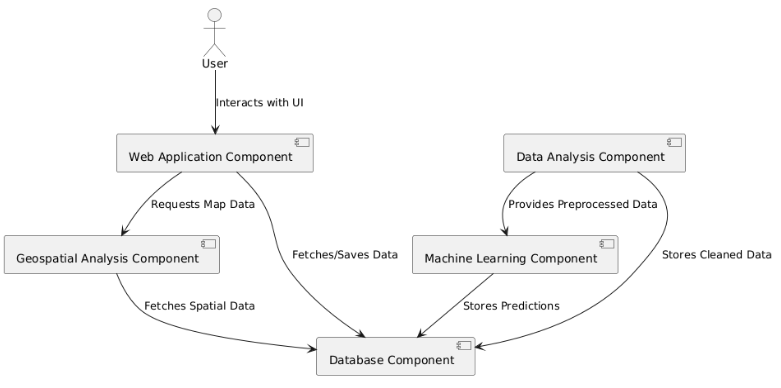 User
Interacts with UI
Web Application Component
Data Analysis Component
Requests Map Data
Provides Preprocessed Data
Geospatial Analysis Component
Fetches/Saves Data
Machine Learning Component
Stores Cleaned Data
Fetches Spatial Data
Stores Predictions
Database Component